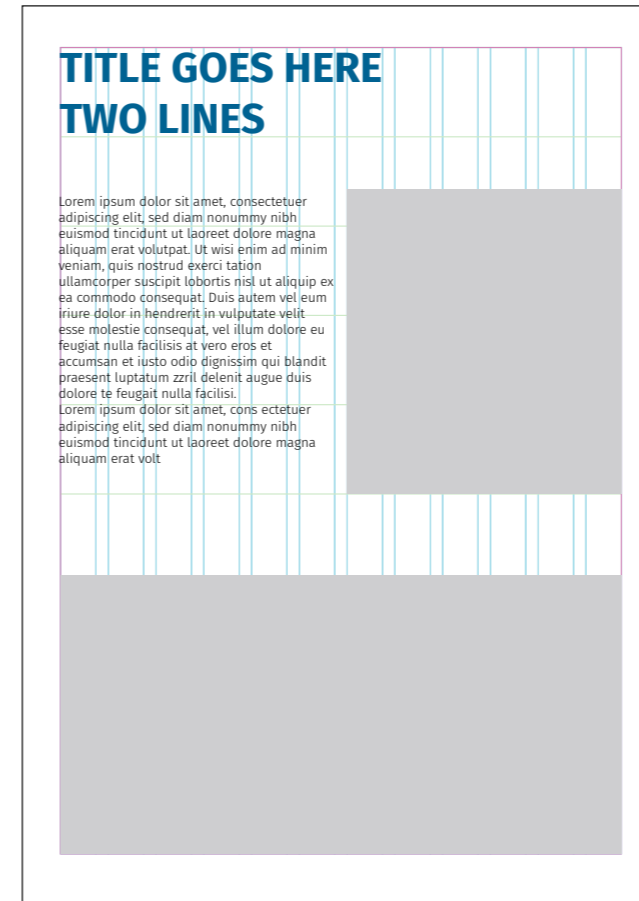 TITLE GOES HERE
TWO LINES
Lorem ipsum dolor sit amet, consectetuer
adipiscing elit, sed diam nonummy nibh
euismod tincidunt ut laoreet dolore magna
aliquam erat volutpat. Ut wisi enim ad minim
veniam, quis nostrud exerci tation
ullamcorper suscipit lobortis nisl ut aliquip ex
ea commodo consequat. Duis autem vel eum
iriure dolor in hendrerit in vulputate velit
esse molestie consequat, vel illum dolore eu
feugiat nulla facilisis at vero eros et
accumsan et iusto odio dignissim qui blandit
praesent luptatum zzril delenit augue duis
dolore te feugait nulla facilisi.
Lorem ipsum dolor sit amet, cons ectetuer
adipiscing elit, sed diam nonummy nibh
euismod tincidunt ut laoreet dolore magna
aliquam erat volt